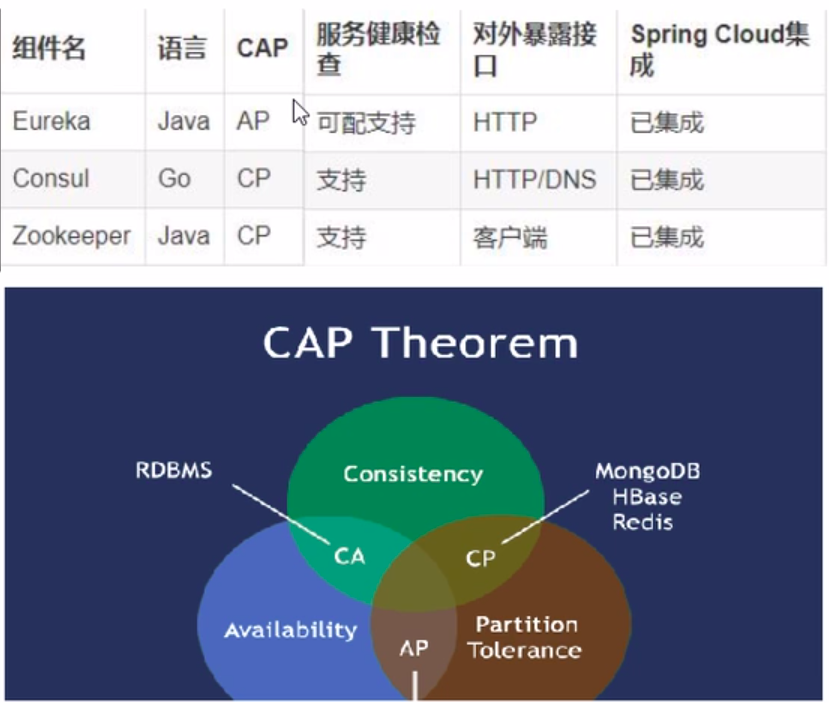 组件名 语言 CAP 服务健康检查 对外暴露接口 Spring Cloud集成
Eureka Java AP 可配支持 HTTP 已集成
Consul Go CP 支持 HTTP/DNS 已集成
Zookeeper Java CP 支持 客户端 已集成
CAP Theorem
RDBMS
Consistency
MongoDB
HBase
Redis
CA
CP
Availability
AP
Partition
Tolerance